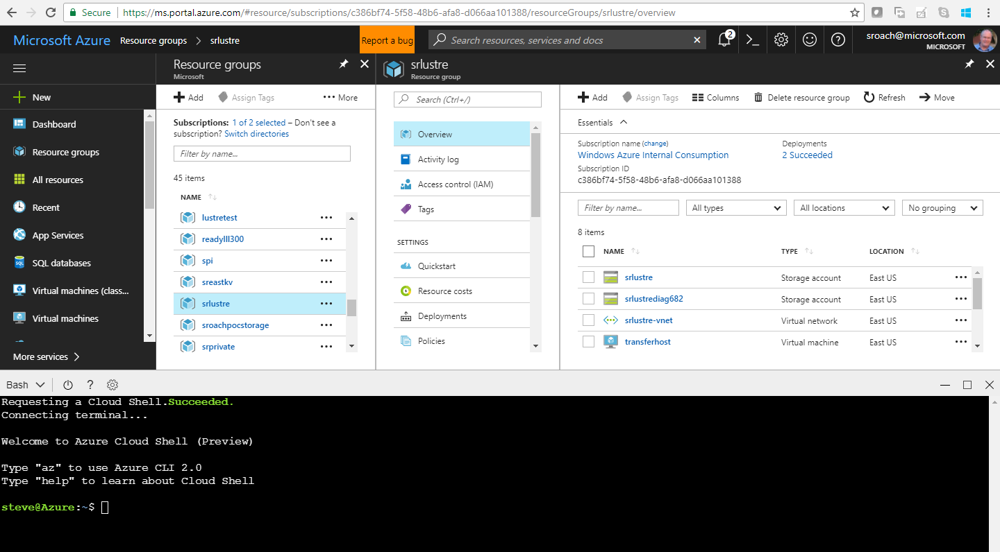 Secure https://ms.portal.azure.com/#resource/subscriptions/c386bf74-5f58-48b6-afa8-d066aa101388/resourceGroups/srlustre/overview
Microsoft Azure Resource groups > srlustre
Report a bug
Search resources, services and docs
2
sroach@microsoft.com
MICROSOFT
New
Dashboard
Resource groups
All resources
Recent
App Services
SQL databases
Virtual machines (class...
Virtual machines
More services >
Resource groups
Microsoft
Add Assign Tags ••• More
Subscriptions: 1 of 2 selected – Don't see a
subscription? Switch directories
Filter by name...
45 items
NAME
lustretest
readyIII300
spi
sreastkv
srlustre
sroachpocstorage
srprivate
srlustre
Resource group
Search (Ctrl+/)
Overview
Activity log
Access control (IAM)
Tags
SETTINGS
Quickstart
Resource costs
Deployments
Policies
Add Assign Tags Columns Delete resource group Refresh Move
Essentials
Subscription name (change)
Windows Azure Internal Consumption
Subscription ID
c386bf74-5f58-48b6-afa8-d066aa101388
Deployments
2 Succeeded
Filter by name... All types All locations No grouping
8 items
NAME TYPE LOCATION
srlustre Storage account East US
srlustrediag682 Storage account East US
srlustre-vnet Virtual network East US
transferhost Virtual machine East US
Bash ?
Requesting a Cloud Shell.Succeeded.
Connecting terminal...
Welcome to Azure Cloud Shell (Preview)
Type "az" to use Azure CLI 2.0
Type "help" to learn about Cloud Shell
steve@Azure:~$